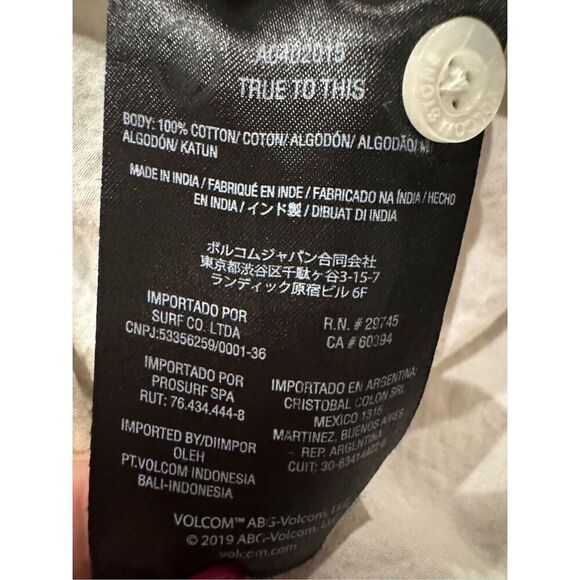 A0402015
TRUE TO THIS
BODY: 100% COTTON/ COTON/ ALGODÓN/ ALGODÃO/
ALGODÓN/ KATUN
MADE IN INDIA / FABRIQUÉ EN INDE / FABRICADO NA ÍNDIA / HECHO
EN INDIA / インド製 / DIBUAT DI INDIA
ボルコムジャパン合同会社
東京都渋谷区千駄ヶ谷3-15-7
ランディック原宿ビル 6F
IMPORTADO POR
SURF CO. LTDA
CNPJ:53356259/0001-36
R.N. # 29745
CA # 60394
IMPORTADO POR
PROSURF SPA
RUT: 76.434.444-8
IMPORTADO EN ARGENTINA:
CRISTOBAL COLON SRL
MEXICO 1315
MARTINEZ, BUENOS AIRES
REP. ARGENTINA
CUIT: 30-63414402-8
IMPORTED BY/DIIMPOR
OLEH
PT.VOLCOM INDONESIA
BALI-INDONESIA
VOLCOM™ ABG-Volcom, LLC
© 2019 ABG-Volcom,
volcom.com